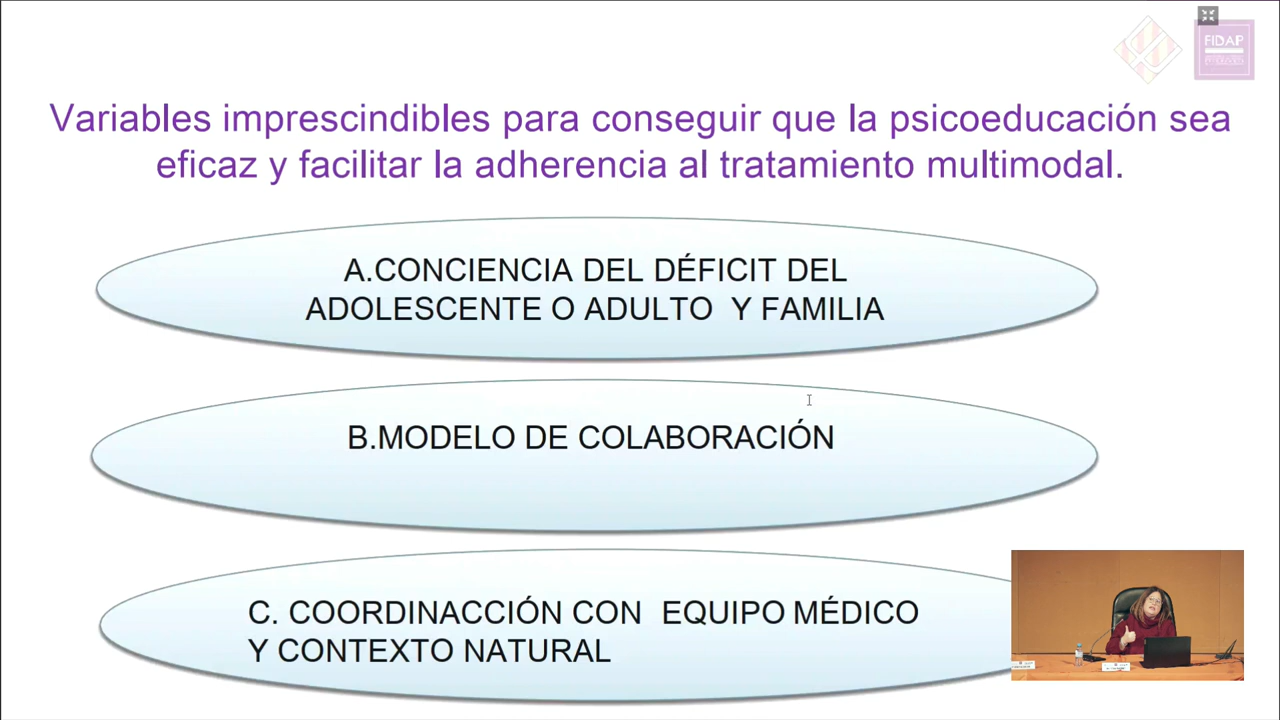 FIDAP
Variables imprescindibles para conseguir que la psicoeducación sea
eficaz y facilitar la adherencia al tratamiento multimodal.
A.CONCIENCIA DEL DÉFICIT DEL
ADOLESCENTE O ADULTO Y FAMILIA
B.MODELO DE COLABORACIÓN
C. COORDINACCIÓN CON EQUIPO MÉDICO
Y CONTEXTO NATURAL